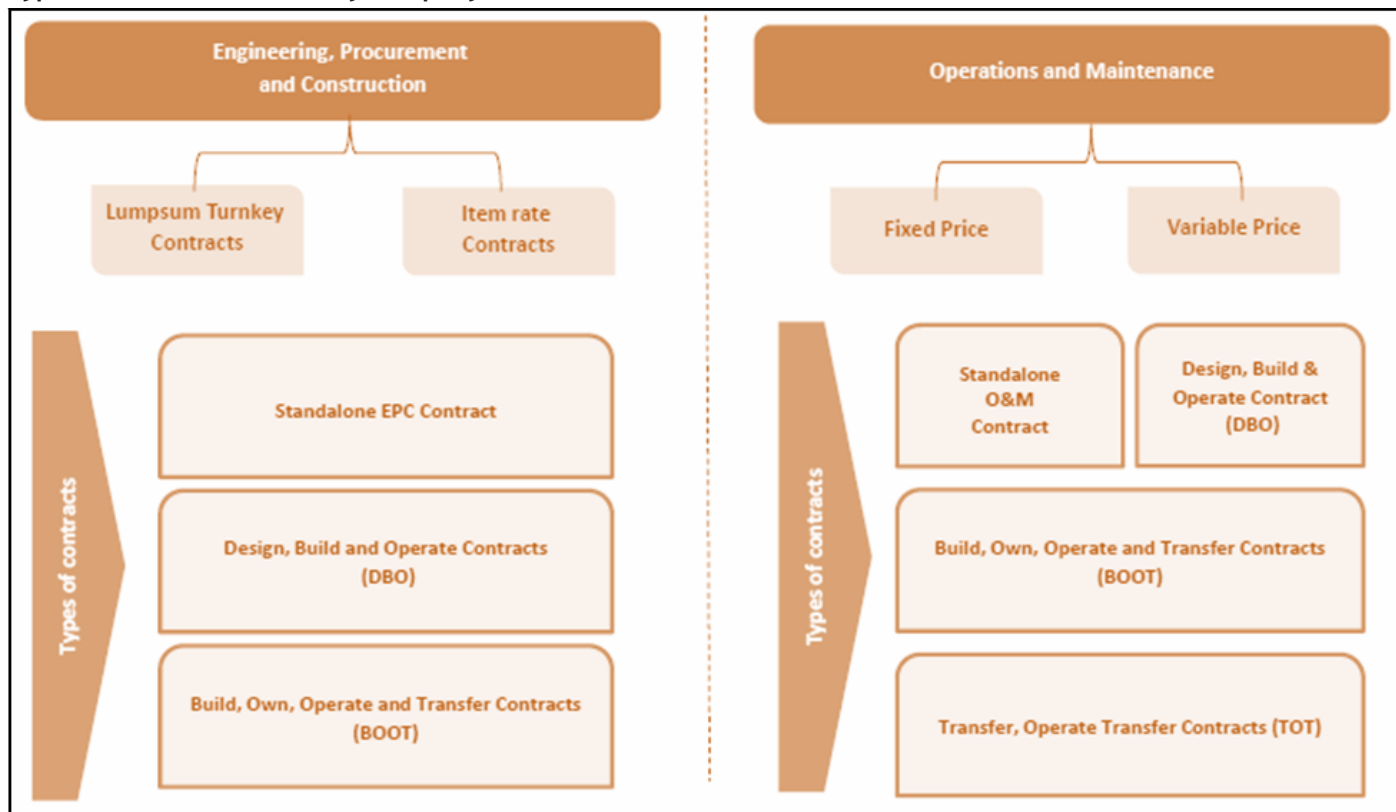 Engineering, Procurement
and Construction
Lumpsum Turnkey
Contracts
Item rate
Contracts
Types of contracts
Standalone EPC Contract
Design, Build and Operate Contracts
(DBO)
Build, Own, Operate and Transfer Contracts
(BOOT)
Operations and Maintenance
Fixed Price
Variable Price
Types of contracts
Standalone
O&M
Contract
Design, Build &
Operate Contract
(DBO)
Build, Own, Operate and Transfer Contracts
(BOOT)
Transfer, Operate Transfer Contracts (TOT)